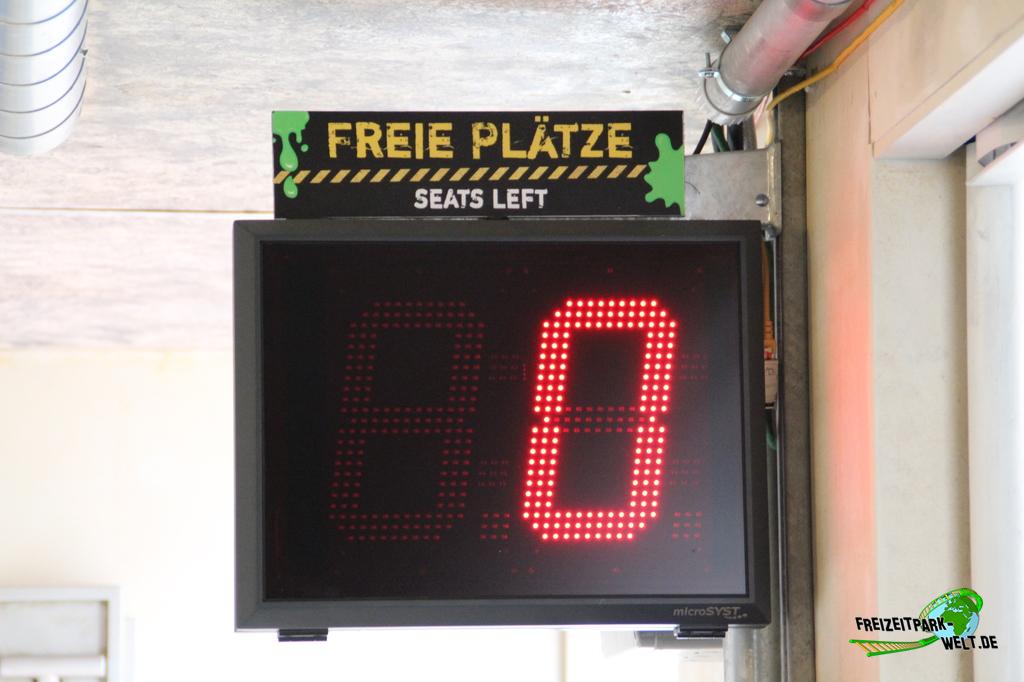 FREIE PLÄTZE
SEATS LEFT
0
microSYST
FREIZEITPARK-
WELT.DE